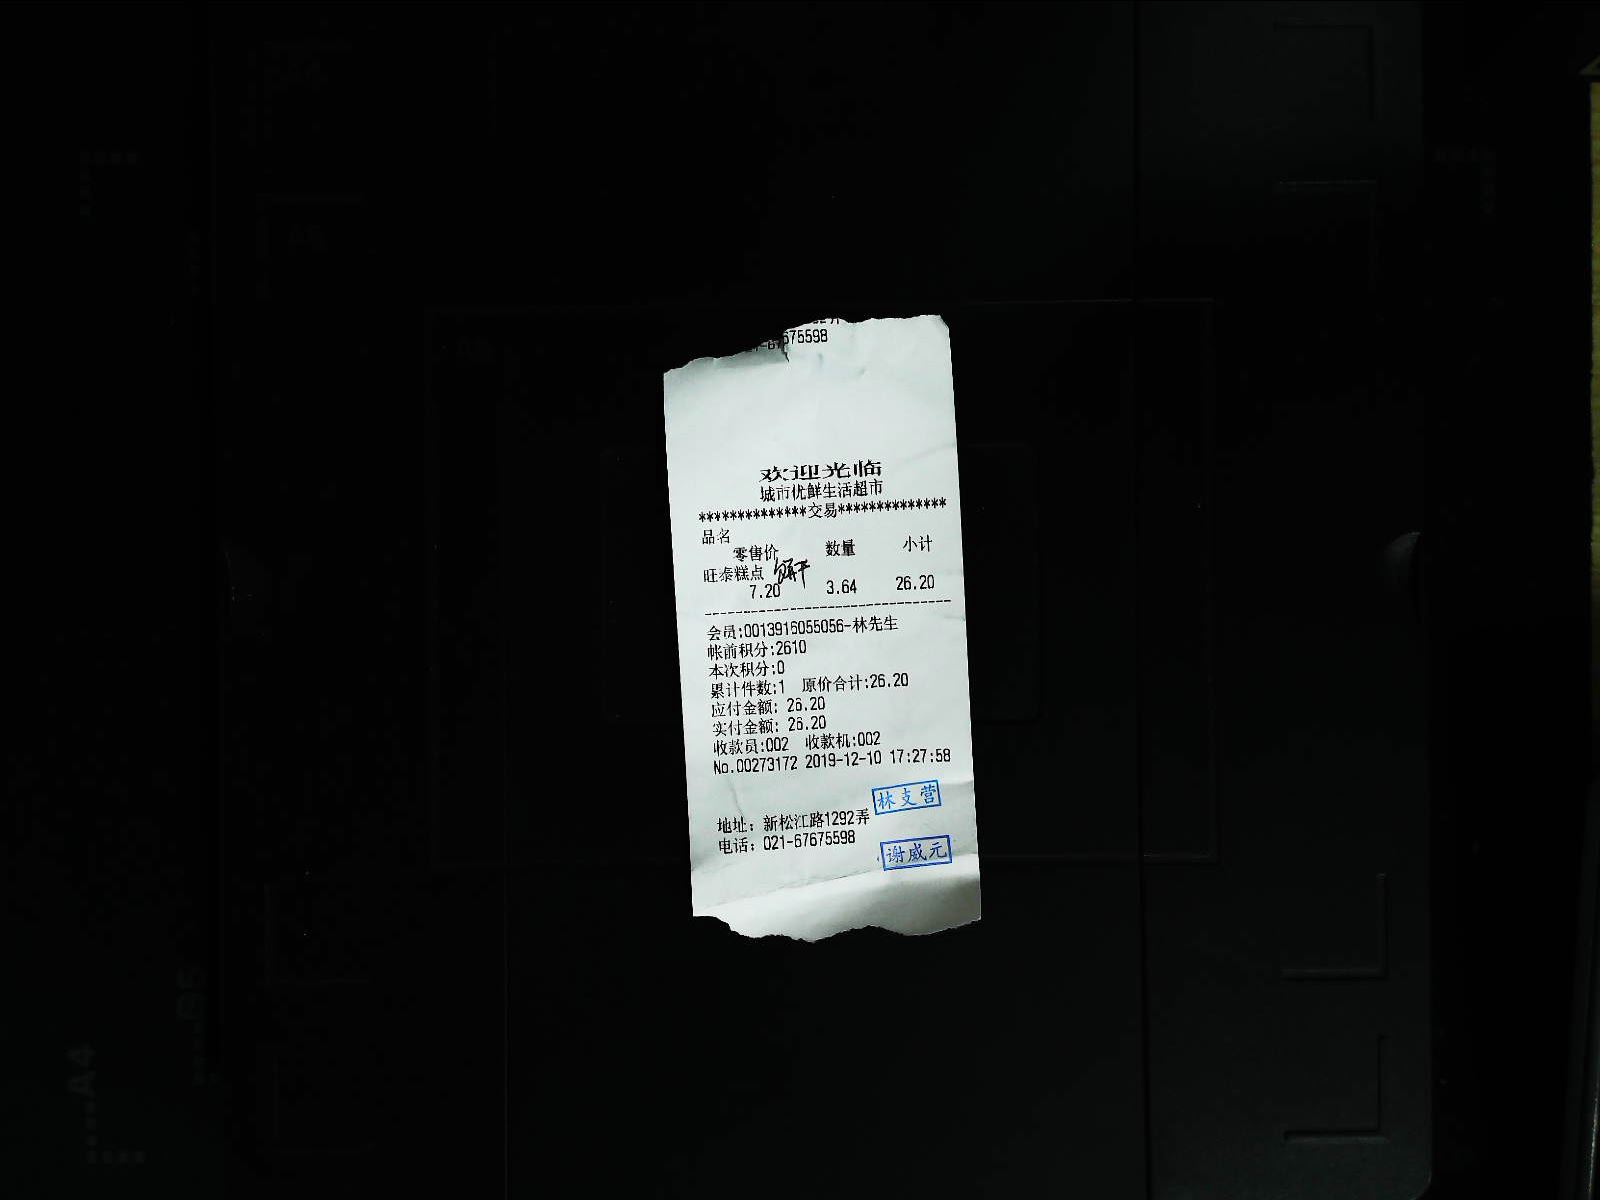 675598
欢迎光临
城市优鲜生活超市
**************交易**************
品名
零售价 数量 小计
旺泰糕点 饼干
7.20 3.64 26.20
--------------------------------
会员:0013916055056-林先生
帐前积分:2610
本次积分:0
累计件数:1 原价合计:26.20
应付金额: 26.20
实付金额: 26.20
收款员:002 收款机:002
No.00273172 2019-12-10 17:27:58
林支营
地址: 新松江路1292弄
电话: 021-67675598
谢威元
A4
B5